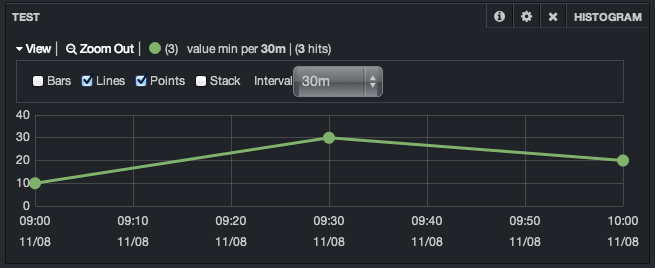 TEST HISTOGRAM
View | Zoom Out | (3) value min per 30m | (3 hits)
Bars Lines Points Stack Interval 30m
40
30
20
10
0
09:00 09:10 09:20 09:30 09:40 09:50 10:00
11/08 11/08 11/08 11/08 11/08 11/08 11/08